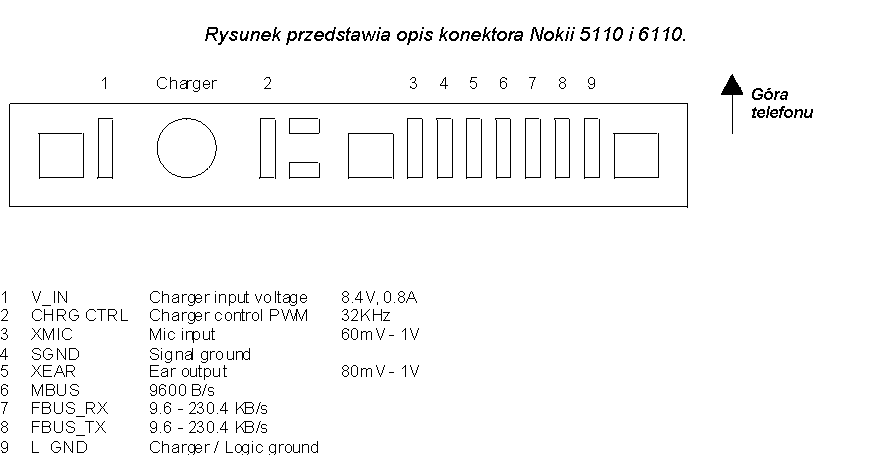 Rysunek przedstawia opis konektora Nokii 5110 i 6110.
1 Charger 2 3 4 5 6 7 8 9
Góra
telefonu
1 V_IN Charger input voltage 8.4V, 0.8A
2 CHRG CTRL Charger control PWM 32KHz
3 XMIC Mic input 60mV - 1V
4 SGND Signal ground
5 XEAR Ear output 80mV - 1V
6 MBUS 9600 B/s
7 FBUS_RX 9.6 - 230.4 KB/s
8 FBUS_TX 9.6 - 230.4 KB/s
9 L_GND Charger / Logic ground